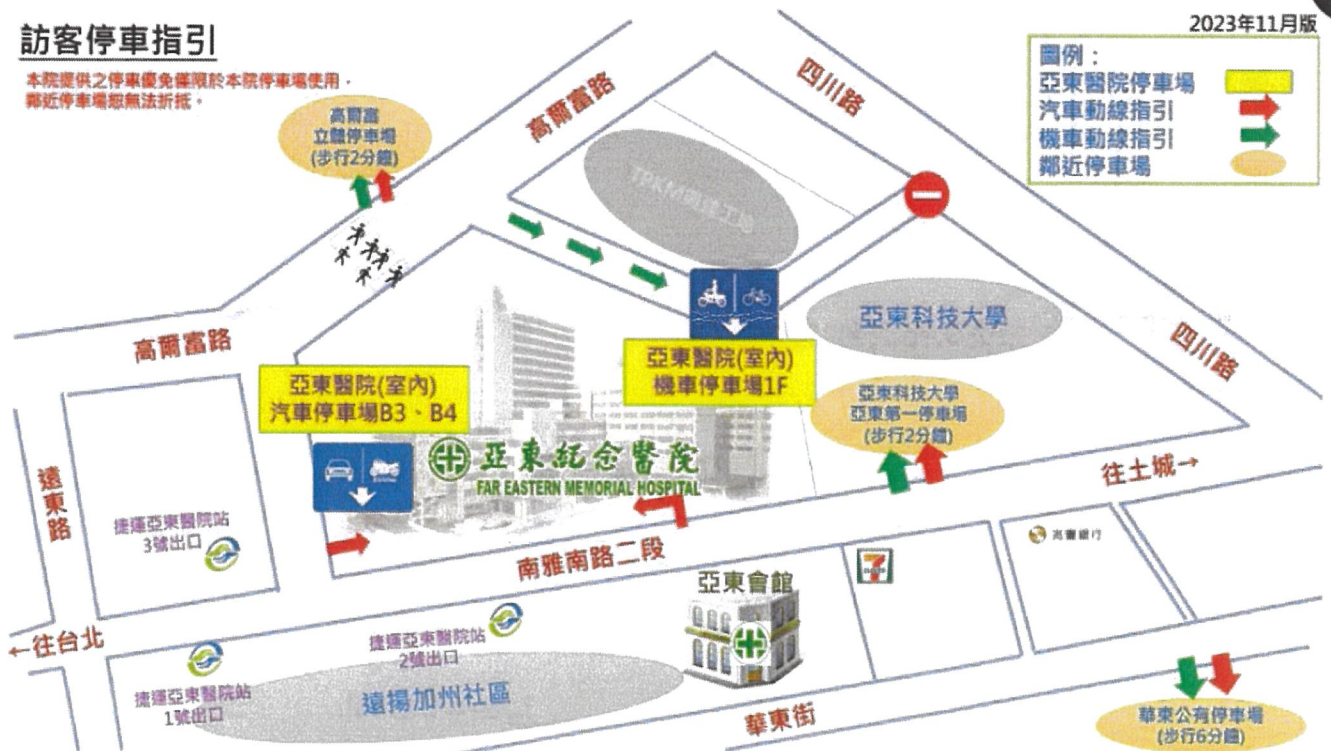 訪客停車指引
2023年11月版
本院提供之停車優免僅限於本院停車場使用，
鄰近停車場恕無法折抵。
圖例：
亞東醫院停車場
汽車動線指引
機車動線指引
鄰近停車場
高爾富
立體停車場
(步行2分鐘)
高爾富路
四川路
亞東科技大學
四川路
高爾富路
亞東醫院(室內)
汽車停車場B3、B4
亞東醫院(室內)
機車停車場1F
亞東科技大學
亞東第一停車場
(步行2分鐘)
亞東紀念醫院
FAR EASTERN MEMORIAL HOSPITAL
往土城→
遠東路
捷運亞東醫院站
3號出口
南雅南路二段
兆豐銀行
7
亞東會館
←往台北
捷運亞東醫院站
2號出口
捷運亞東醫院站
1號出口
遠揚加州社區
華東街
華東公有停車場
(步行6分鐘)